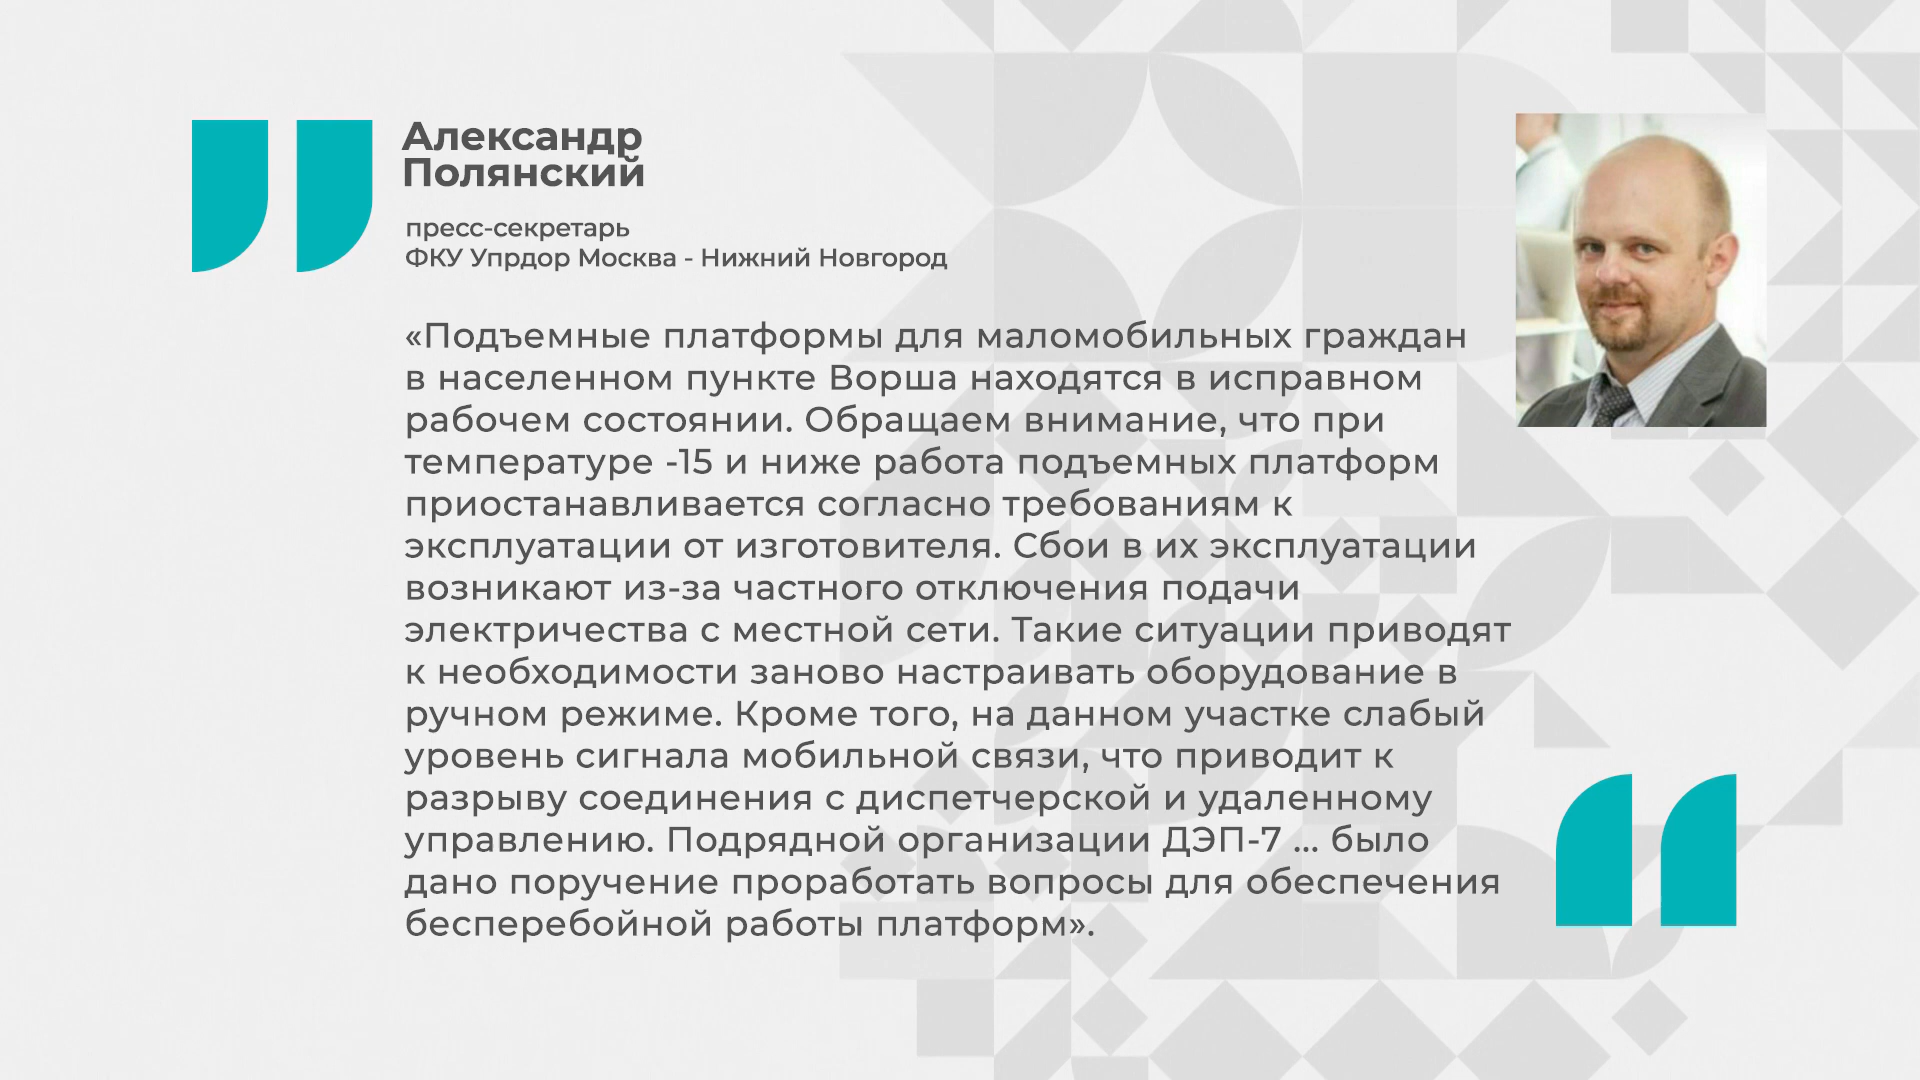 Александр
Полянский
пресс-секретарь
ФКУ Упрдор Москва - Нижний Новгород
«Подъемные платформы для маломобильных граждан
в населенном пункте Ворша находятся в исправном
рабочем состоянии. Обращаем внимание, что при
температуре -15 и ниже работа подъемных платформ
приостанавливается согласно требованиям к
эксплуатации от изготовителя. Сбои в их эксплуатации
возникают из-за частного отключения подачи
электричества с местной сети. Такие ситуации приводят
к необходимости заново настраивать оборудование в
ручном режиме. Кроме того, на данном участке слабый
уровень сигнала мобильной связи, что приводит к
разрыву соединения с диспетчерской и удаленному
управлению. Подрядной организации ДЭП-7 ... было
дано поручение проработать вопросы для обеспечения
бесперебойной работы платформ».